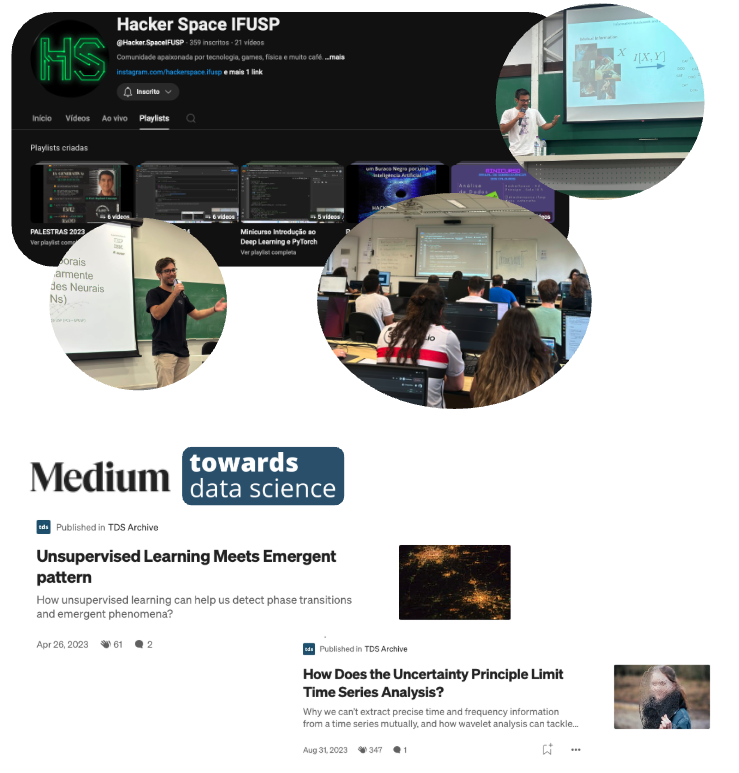 HS
Hacker Space IFUSP
@Hacker.SpaceIFUSP · 359 inscritos · 21 vídeos
Comunidade apaixonada por tecnologia, games, física e muito café. ...mais
instagram.com/hackerspace.ifusp e mais 1 link
Inscrito
Início Vídeos Ao vivo Playlists
Playlists criadas
6 vídeos
6 vídeos
5 vídeos
um Buraco Negro por uma
Inteligência Artificial
MINICURSO
Análise
PALESTRAS 2023
Ver playlist comple
Minicurso Introdução ao
Deep Learning e PyTorch
Ver playlist completa
X I[X,Y]
porais
armente
des Neurais
Ns)
Medium
towards
data science
tds Published in TDS Archive
Unsupervised Learning Meets Emergent
pattern
How unsupervised learning can help us detect phase transitions
and emergent phenomena?
Apr 26, 2023 61 2
tds Published in TDS Archive
How Does the Uncertainty Principle Limit
Time Series Analysis?
Why we can't extract precise time and frequency information
from a time series mutually, and how wavelet analysis can tackle...
Aug 31, 2023 347 1